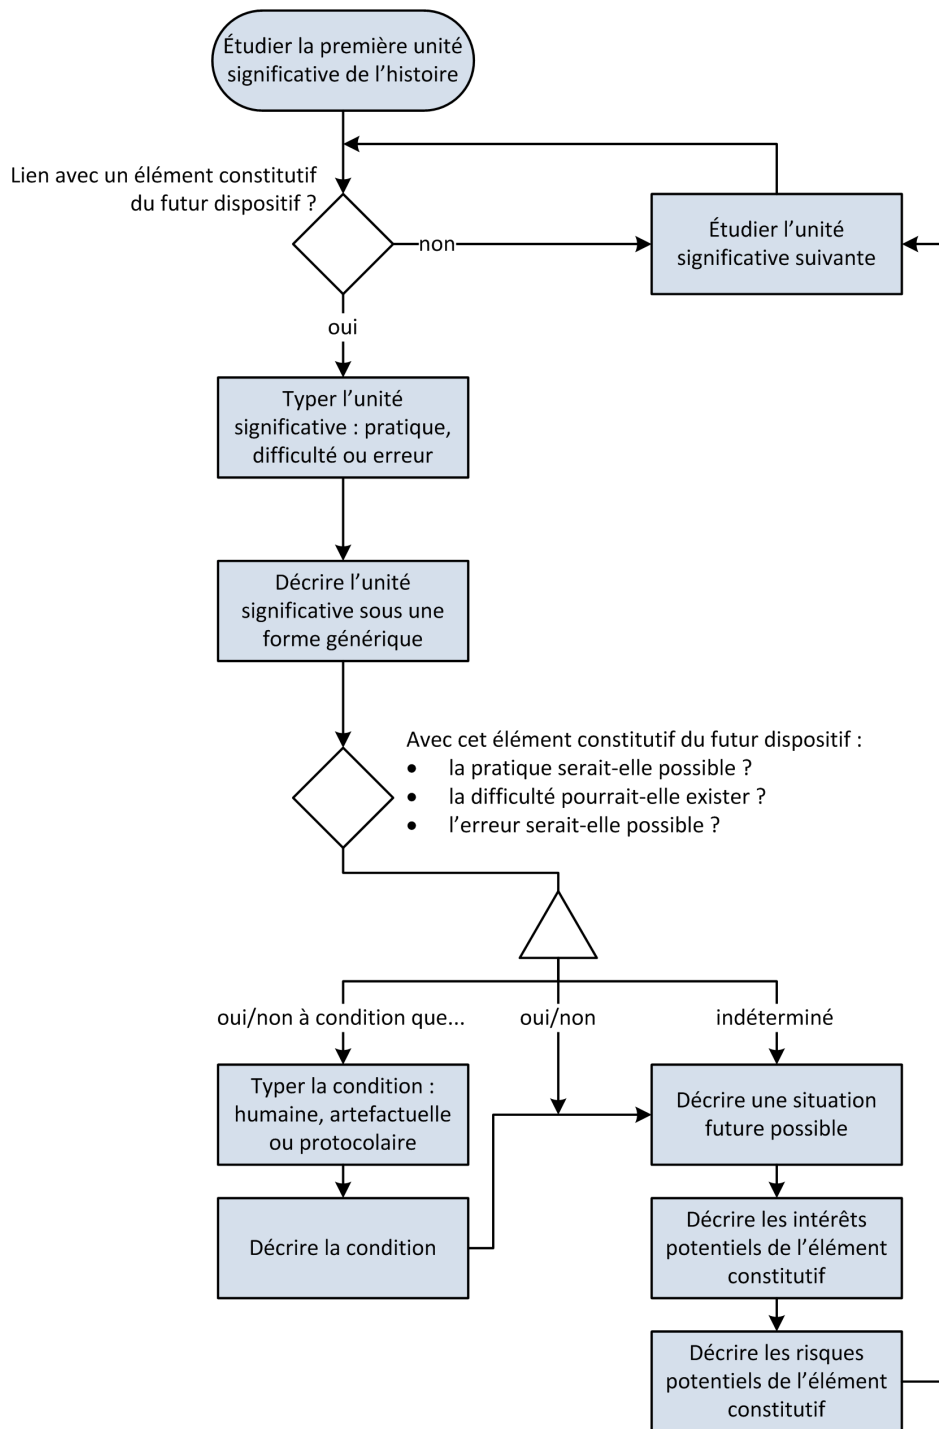 Étudier la première unité
significative de l’histoire
Lien avec un élément constitutif
du futur dispositif ?
non
Étudier l’unité
significative suivante
oui
Typer l’unité
significative : pratique,
difficulté ou erreur
Décrire l’unité
significative sous une
forme générique
Avec cet élément constitutif du futur dispositif :
• la pratique serait-elle possible ?
• la difficulté pourrait-elle exister ?
• l’erreur serait-elle possible ?
oui/non à condition que...
oui/non
indéterminé
Typer la condition :
humaine, artefactuelle
ou protocolaire
Décrire une situation
future possible
Décrire la condition
Décrire les intérêts
potentiels de l’élément
constitutif
Décrire les risques
potentiels de l’élément
constitutif